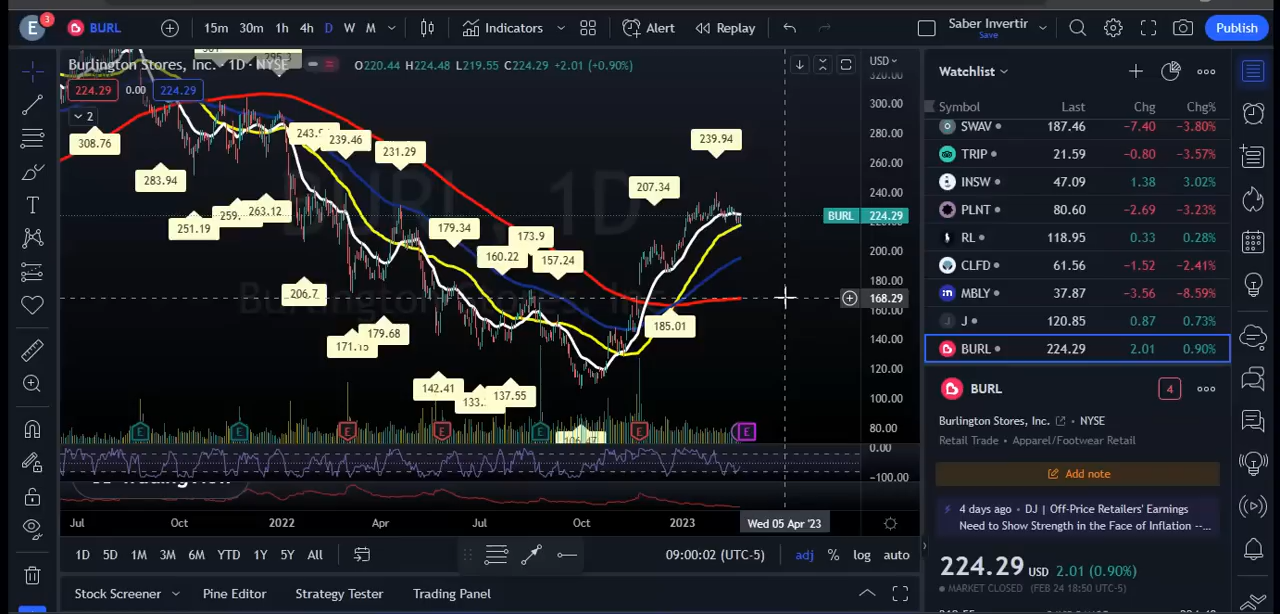 E 3 BURL 15m 30m 1h 4h D W M Indicators Alert Replay Saber Invertir Save Publish
Burlington Stores, Inc. · 1D · NYSE O220.44 H224.48 L219.55 C224.29 +2.01 (+0.90%) USD
224.29 0.00 224.29
2
308.76
283.94
251.19
263.12
206.7
239.46
231.29
179.68
179.34
142.41
160.22
137.55
173.9
157.24
207.34
185.01
239.94
BURL, 1D
Burlington Stores, Inc.
320.00
300.00
280.00
260.00
240.00
BURL 224.29
200.00
180.00
168.29
160.00
140.00
120.00
100.00
80.00
0.00
−100.00
E E E E E E E
Jul Oct 2022 Apr Jul Oct 2023 Wed 05 Apr '23
1D 5D 1M 3M 6M YTD 1Y 5Y All 09:00:02 (UTC-5) adj % log auto
Stock Screener Pine Editor Strategy Tester Trading Panel
Watchlist
Symbol Last Chg Chg%
SWAV 187.46 −7.40 −3.80%
TRIP 21.59 −0.80 −3.57%
INSW 47.09 1.38 3.02%
PLNT 80.60 −2.69 −3.23%
RL 118.95 0.33 0.28%
CLFD 61.56 −1.52 −2.41%
MBLY 37.87 −3.56 −8.59%
J 120.85 0.87 0.73%
BURL 224.29 2.01 0.90%
BURL 4
Burlington Stores, Inc. · NYSE
Retail Trade · Apparel/Footwear Retail
Add note
4 days ago · DJ | Off-Price Retailers' Earnings
Need to Show Strength in the Face of Inflation --...
224.29 USD 2.01 (0.90%)
MARKET CLOSED (FEB 24 18:50 UTC-5)